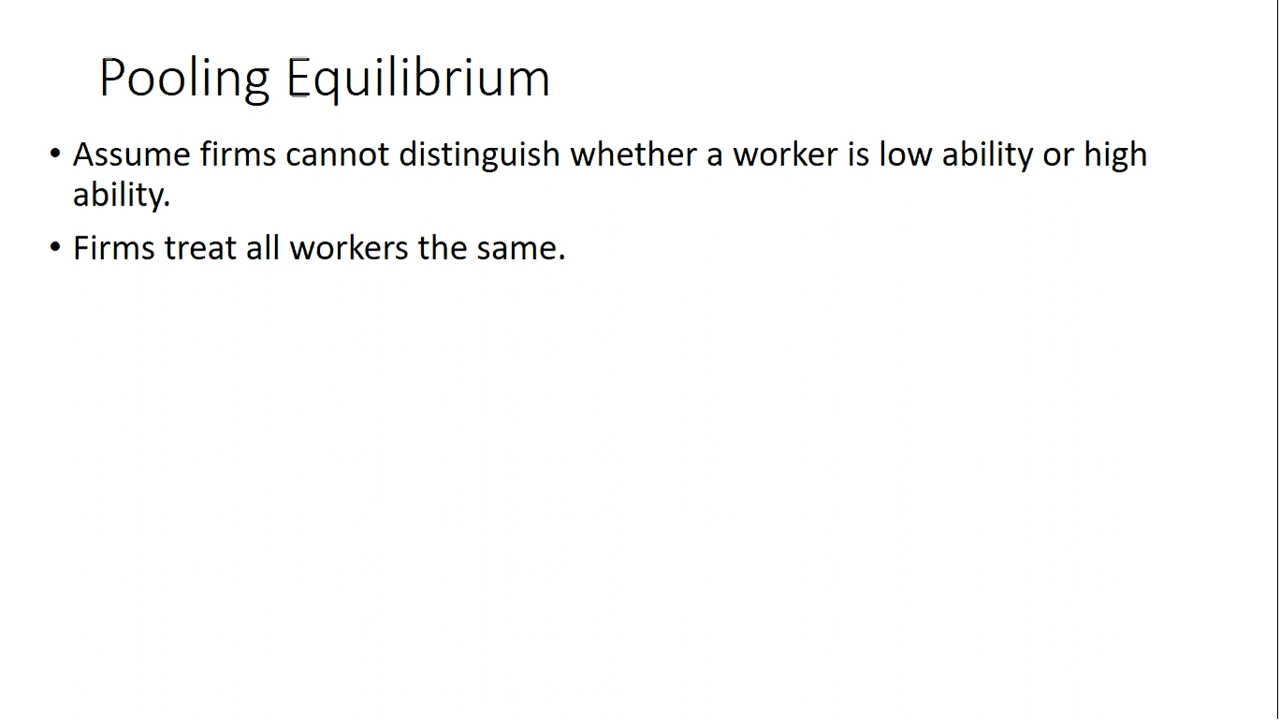 Pooling Equilibrium
• Assume firms cannot distinguish whether a worker is low ability or high
ability.
• Firms treat all workers the same.